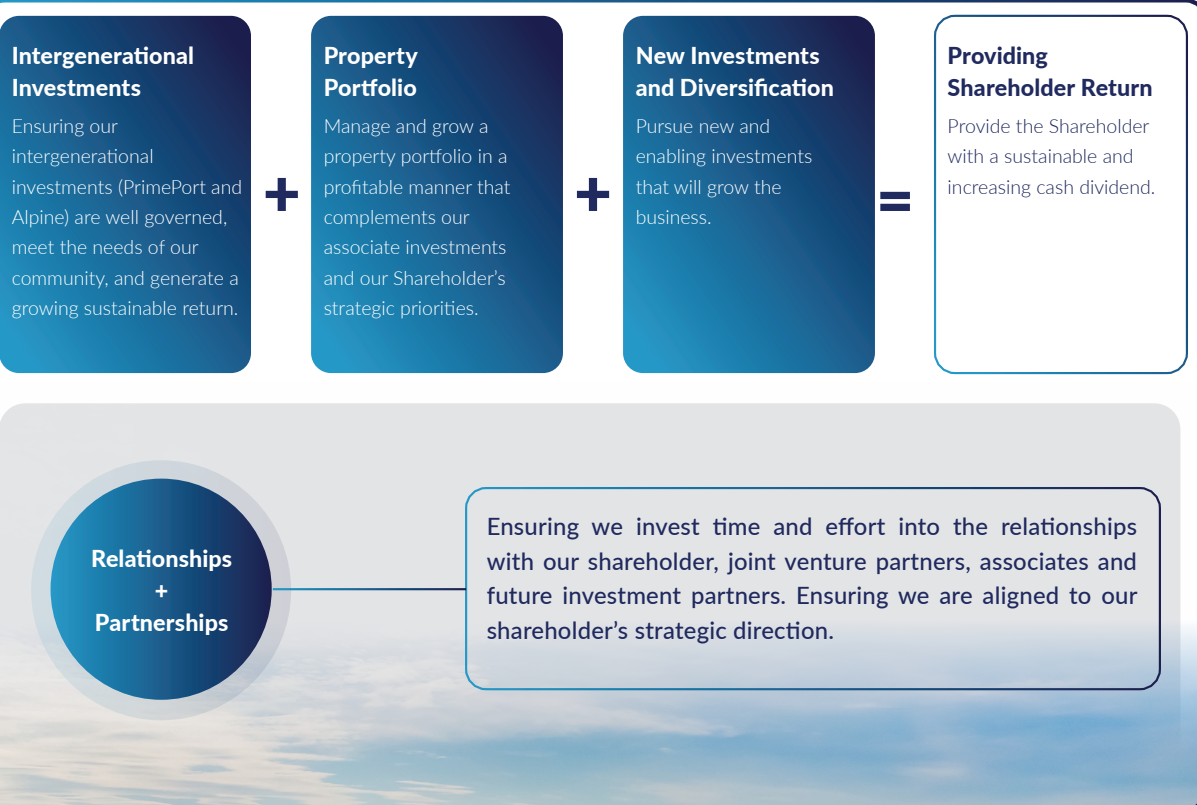 Intergenerational
Investments
Ensuring our
intergenerational
investments (PrimePort and
Alpine) are well governed,
meet the needs of our
community, and generate a
growing sustainable return.
+
Property
Portfolio
Manage and grow a
property portfolio in a
profitable manner that
complements our
associate investments
and our Shareholder’s
strategic priorities.
+
New Investments
and Diversification
Pursue new and
enabling investments
that will grow the
business.
=
Providing
Shareholder Return
Provide the Shareholder
with a sustainable and
increasing cash dividend.
Relationships
+
Partnerships
Ensuring we invest time and effort into the relationships
with our shareholder, joint venture partners, associates and
future investment partners. Ensuring we are aligned to our
shareholder’s strategic direction.